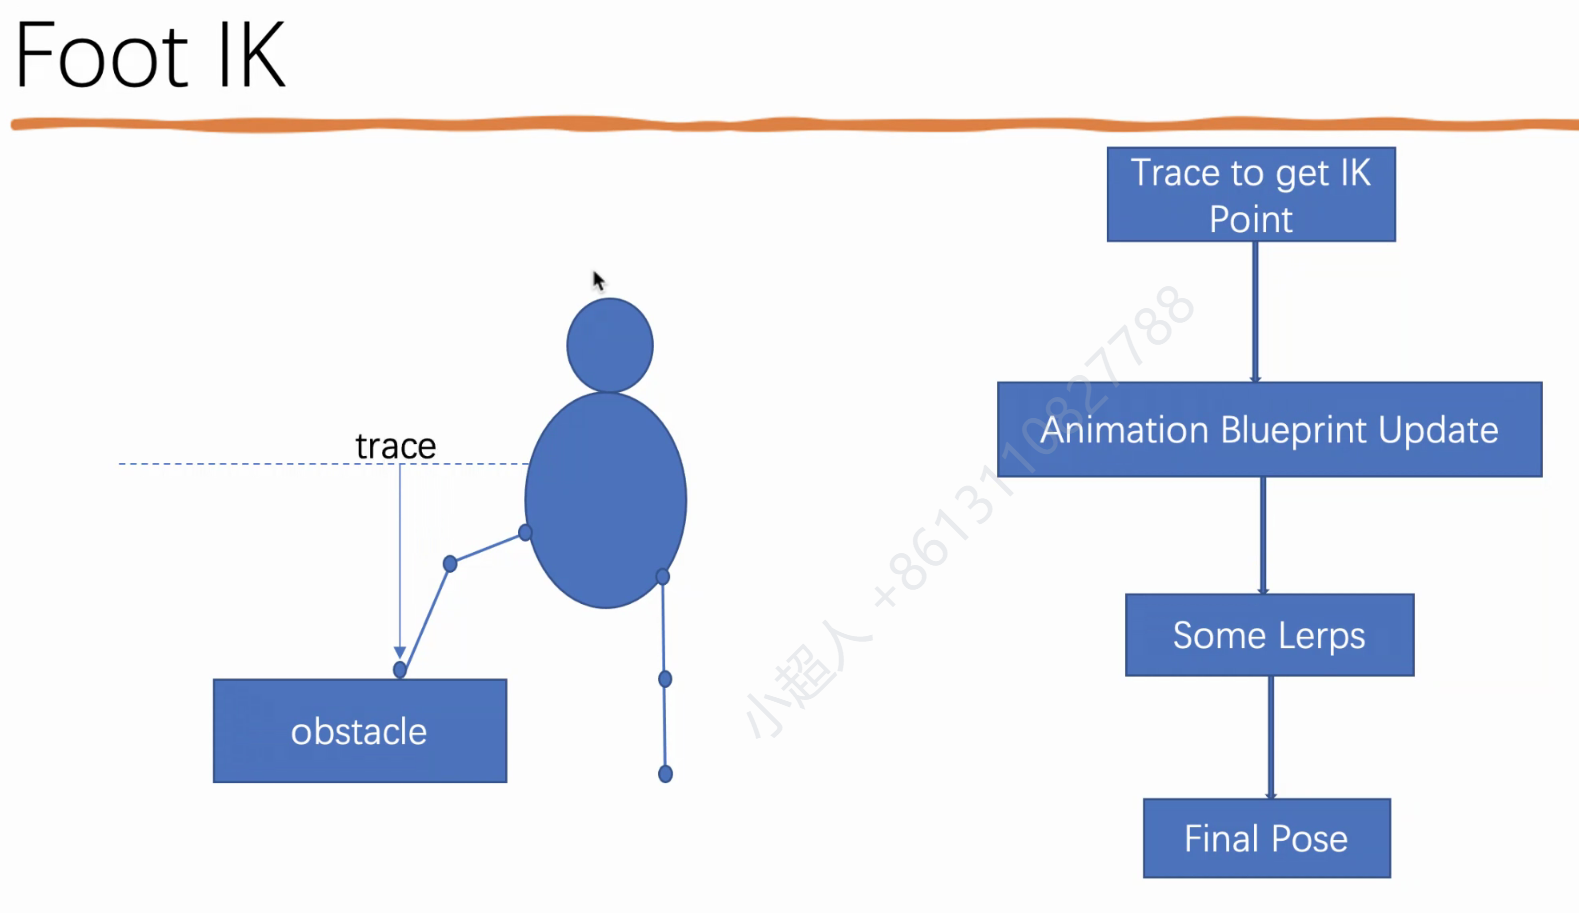 Foot IK
trace
obstacle
Trace to get IK
Point
Animation Blueprint Update
Some Lerps
Final Pose
小超人 +8613110827788